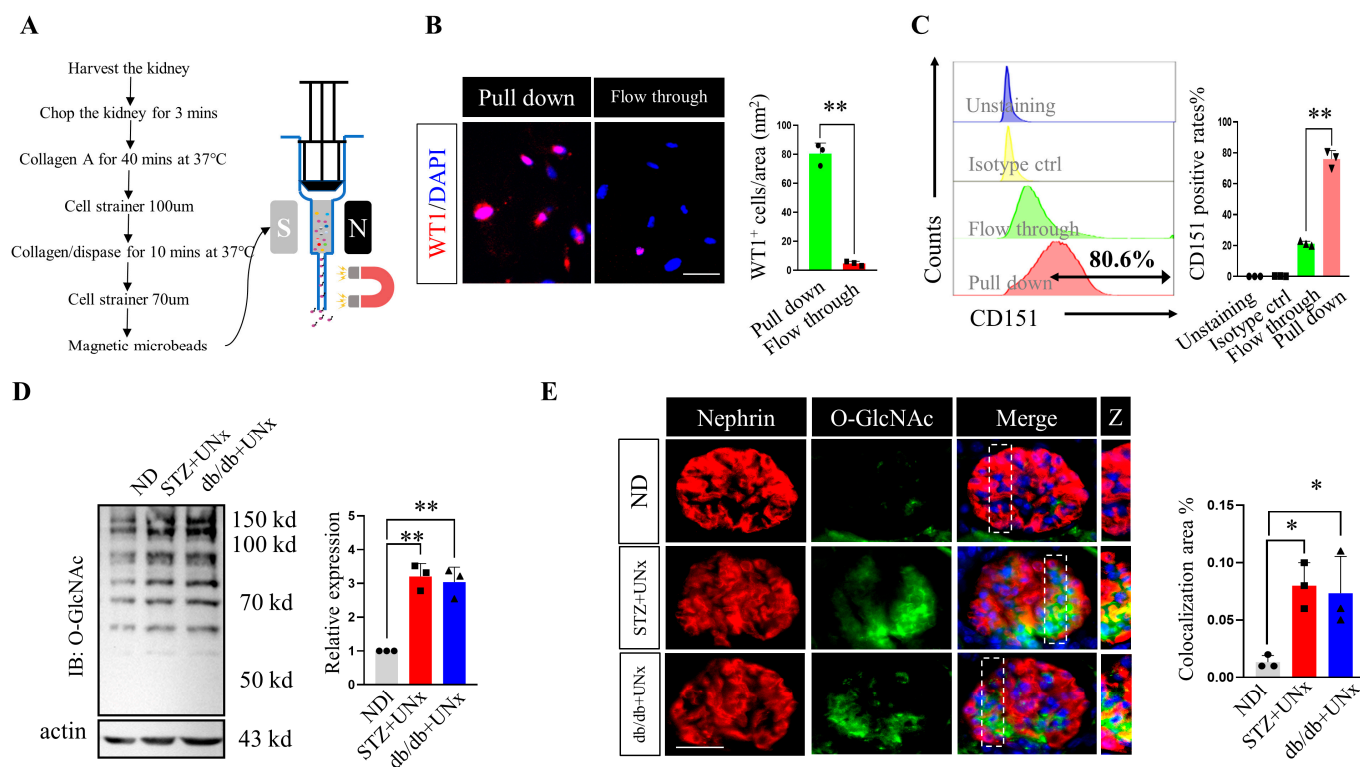 A
Harvest the kidney
Chop the kidney for 3 mins
Collagen A for 40 mins at 37℃
Cell strainer 100um
Collagen/dispase for 10 mins at 37℃
Cell strainer 70um
Magnetic microbeads
S
N
B
Pull down
Flow through
WT1/DAPI
WT1⁺ cells/area (nm²)
100
80
60
40
20
0
**
Pull down
Flow through
C
Counts
Unstaining
Isotype ctrl
Flow through
Pull down
80.6%
CD151
CD151 positive rates%
100
80
60
40
20
0
**
Unstaining
Isotype ctrl
Flow through
Pull down
D
ND
STZ+UNx
db/db+UNx
IB: O-GlcNAc
150 kd
100 kd
70 kd
50 kd
actin
43 kd
Relative expression
5
4
3
2
1
0
**
**
NDl
STZ+UNx
db/db+UNx
E
Nephrin
O-GlcNAc
Merge
Z
ND
STZ+UNx
db/db+UNx
Colocalization area %
0.15
0.10
0.05
0.00
*
*
NDl
STZ+UNx
db/db+UNx